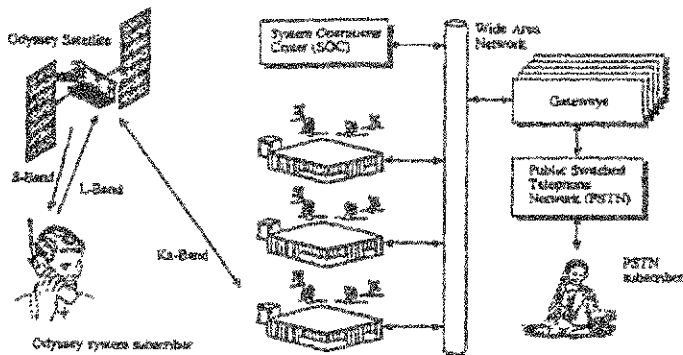 Odyssey Satellite
S-Band
L-Band
Ka-Band
Odyssey system subscriber
System Operations
Center (SOC)
Wide Area
Network
Gateways
Public Switched
Telephone
Network (PSTN)
PSTN
subscriber